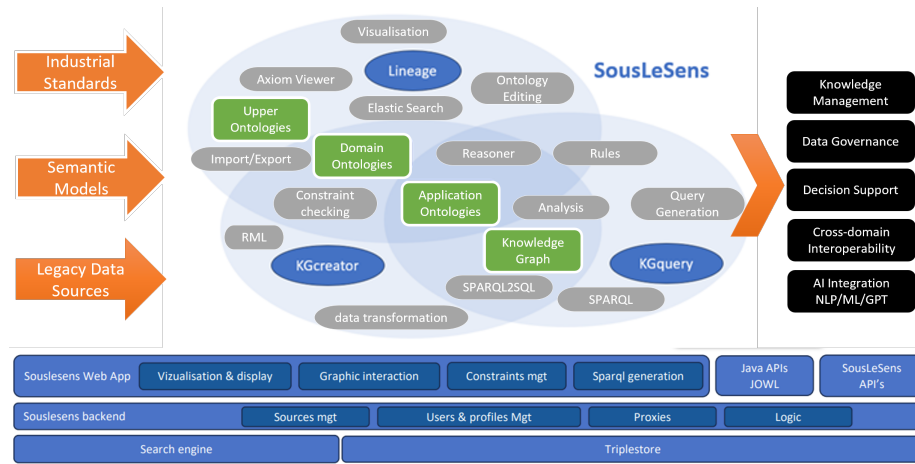 Industrial
Standards
Semantic
Models
Legacy Data
Sources
Visualisation
SousLeSens
Lineage
Axiom Viewer
Ontology
Editing
Elastic Search
Upper
Ontologies
Domain
Ontologies
Import/Export
Reasoner
Rules
Constraint
checking
Application
Ontologies
Analysis
Query
Generation
RML
KGcreator
Knowledge
Graph
KGquery
SPARQL2SQL
SPARQL
data transformation
Knowledge
Management
Data Governance
Decision Support
Cross-domain
Interoperability
AI Integration
NLP/ML/GPT
Souslesens Web App
Vizualisation & display
Graphic interaction
Constraints mgt
Sparql generation
Java APIs
JOWL
SousLeSens
API's
Souslesens backend
Sources mgt
Users & profiles Mgt
Proxies
Logic
Search engine
Triplestore